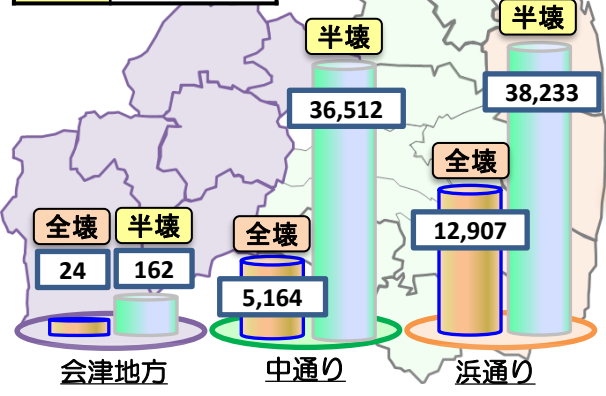 半壊
半壊
36,512
38,233
全壊
全壊
半壊
全壊
12,907
24
162
5,164
会津地方
中通り
浜通り